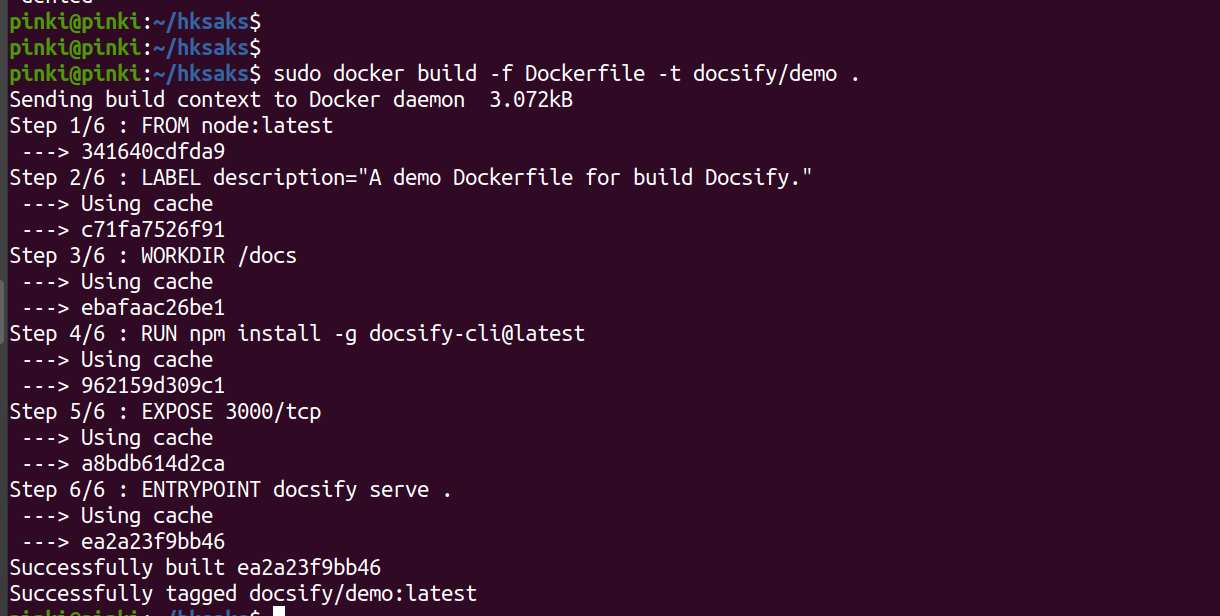 pinki@pinki:~/hksaks$
pinki@pinki:~/hksaks$
pinki@pinki:~/hksaks$ sudo docker build -f Dockerfile -t docsify/demo .
Sending build context to Docker daemon  3.072kB
Step 1/6 : FROM node:latest
 ---> 341640cdfda9
Step 2/6 : LABEL description="A demo Dockerfile for build Docsify."
 ---> Using cache
 ---> c71fa7526f91
Step 3/6 : WORKDIR /docs
 ---> Using cache
 ---> ebafaac26be1
Step 4/6 : RUN npm install -g docsify-cli@latest
 ---> Using cache
 ---> 962159d309c1
Step 5/6 : EXPOSE 3000/tcp
 ---> Using cache
 ---> a8bdb614d2ca
Step 6/6 : ENTRYPOINT docsify serve .
 ---> Using cache
 ---> ea2a23f9bb46
Successfully built ea2a23f9bb46
Successfully tagged docsify/demo:latest
pinki@pinki:~/hksaks$